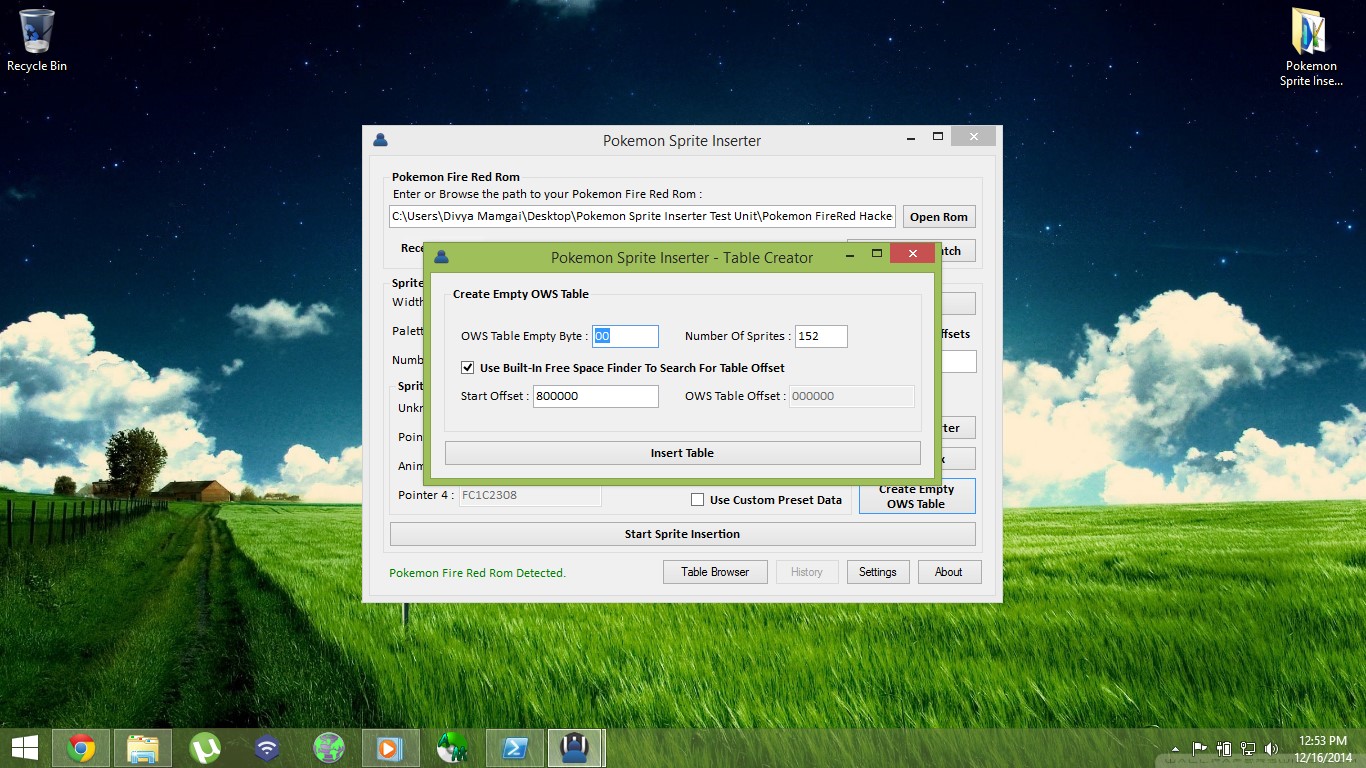 Recycle Bin
Pokemon
Sprite Inse...
Pokemon Sprite Inserter
Pokemon Fire Red Rom
Enter or Browse the path to your Pokemon Fire Red Rom :
C:\Users\Divya Mamgai\Desktop\Pokemon Sprite Inserter Test Unit\Pokemon FireRed Hacke
Open Rom
Pokemon Sprite Inserter - Table Creator
Create Empty OWS Table
OWS Table Empty Byte : 00
Number Of Sprites : 152
Use Built-In Free Space Finder To Search For Table Offset
Start Offset : 800000
OWS Table Offset : 000000
Insert Table
Sprite
Width
Palett
Numb
Sprit
Unkn
Poin
Anim
Pointer 4 : FC1C2308
Use Custom Preset Data
Create Empty
OWS Table
Start Sprite Insertion
Pokemon Fire Red Rom Detected.
Table Browser
History
Settings
About
12:53 PM
12/16/2014